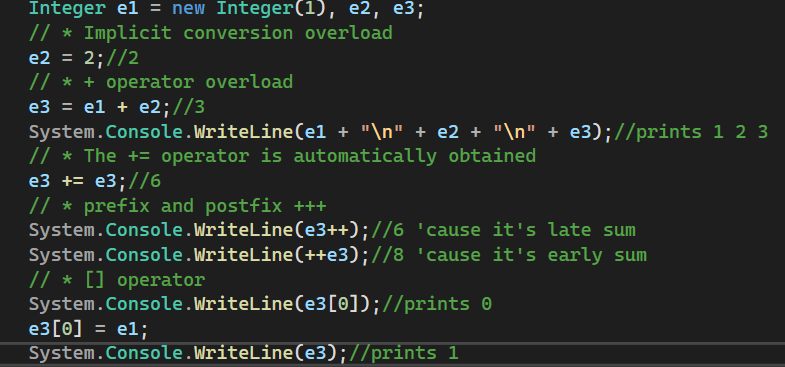 Integer e1 = new Integer(1), e2, e3;
// * Implicit conversion overload
e2 = 2;//2
// * + operator overload
e3 = e1 + e2;//3
System.Console.WriteLine(e1 + "\n" + e2 + "\n" + e3);//prints 1 2 3
// * The += operator is automatically obtained
e3 += e3;//6
// * prefix and postfix +++
System.Console.WriteLine(e3++);//6 'cause it's late sum
System.Console.WriteLine(++e3);//8 'cause it's early sum
// * [] operator
System.Console.WriteLine(e3[0]);//prints 0
e3[0] = e1;
System.Console.WriteLine(e3);//prints 1